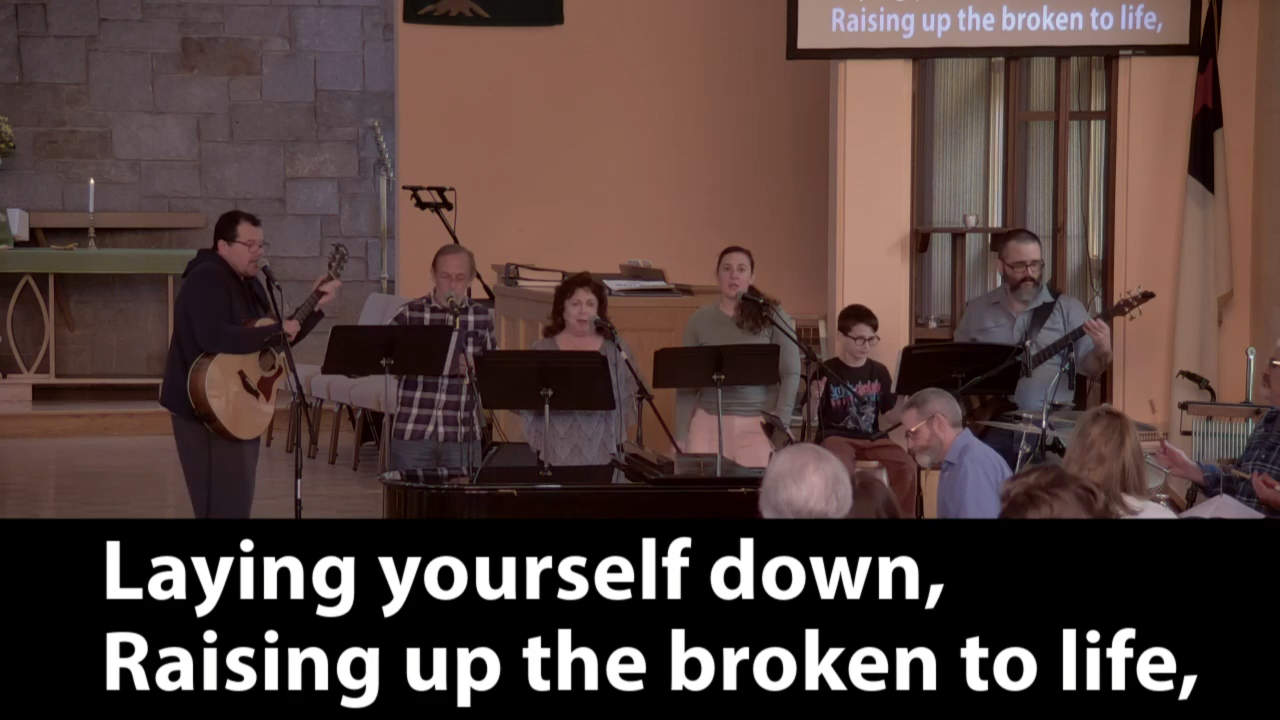 Raising up the broken to life,
Laying yourself down,
Raising up the broken to life,